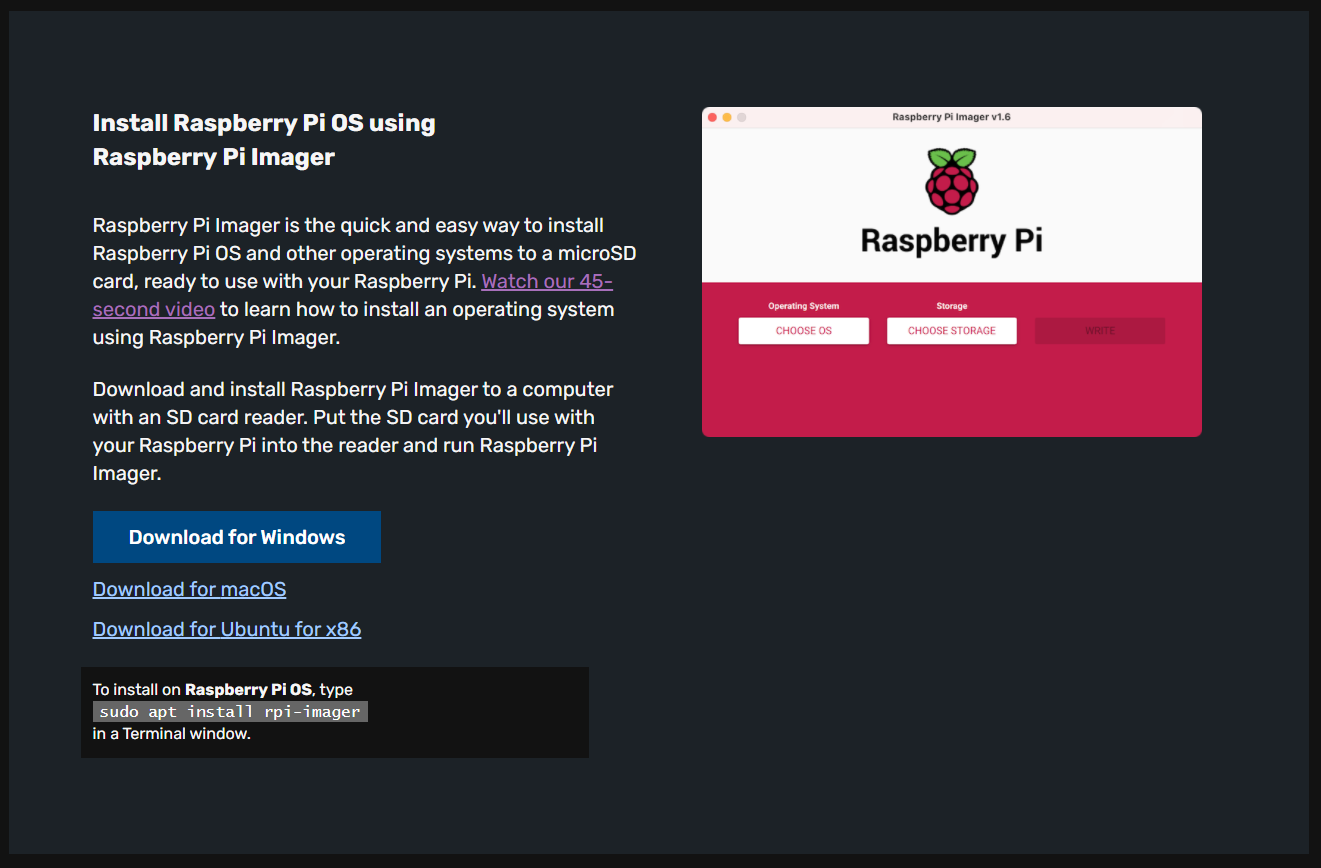 Install Raspberry Pi OS using
Raspberry Pi Imager
Raspberry Pi Imager is the quick and easy way to install
Raspberry Pi OS and other operating systems to a microSD
card, ready to use with your Raspberry Pi. Watch our 45-
second video to learn how to install an operating system
using Raspberry Pi Imager.
Download and install Raspberry Pi Imager to a computer
with an SD card reader. Put the SD card you'll use with
your Raspberry Pi into the reader and run Raspberry Pi
Imager.
Download for Windows
Download for macOS
Download for Ubuntu for x86
To install on Raspberry Pi OS, type
sudo apt install rpi-imager
in a Terminal window.
Raspberry Pi Imager v1.6
Raspberry Pi
Operating System
Storage
CHOOSE OS
CHOOSE STORAGE
WRITE